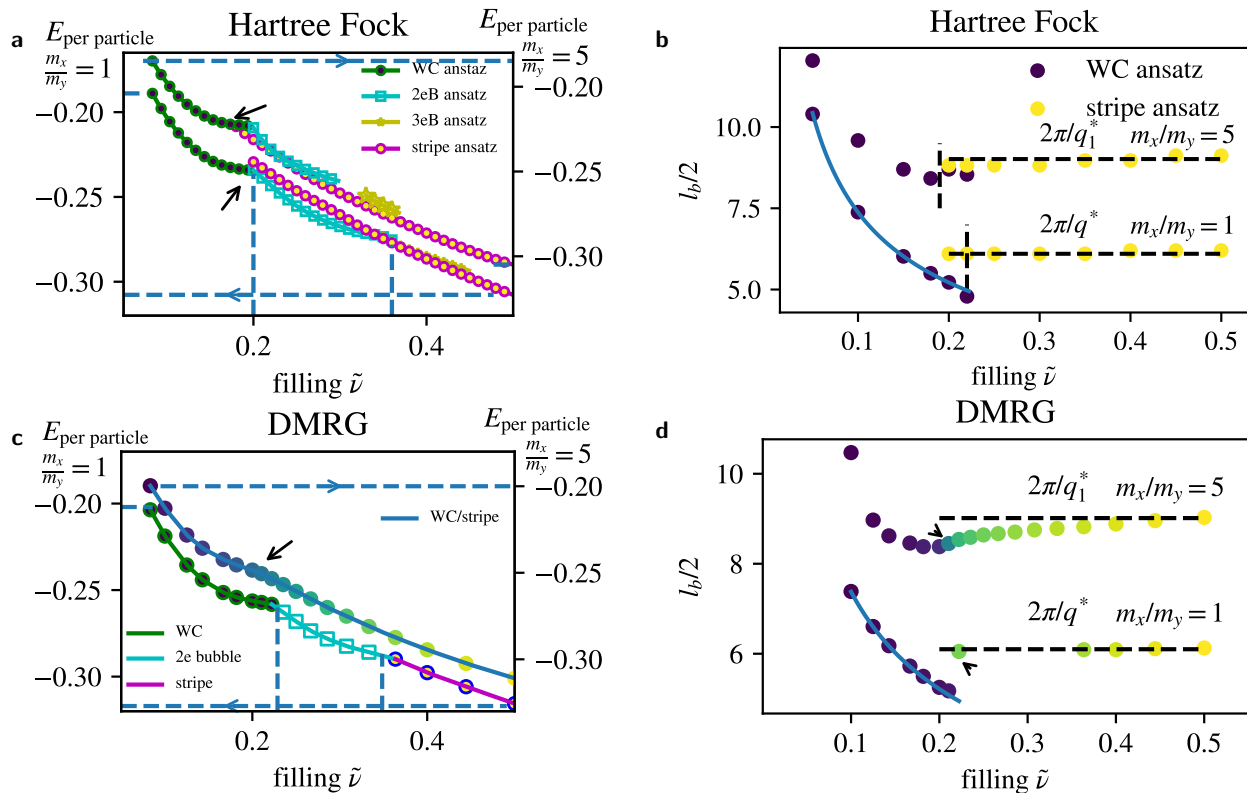 Hartree Fock
a
E_per particle
m_x/m_y = 1
E_per particle
m_x/m_y = 5
WC anstaz
2eB ansatz
3eB ansatz
stripe ansatz
−0.20
−0.25
−0.30
−0.20
−0.25
−0.30
0.2
0.4
filling ν̃
Hartree Fock
b
WC ansatz
stripe ansatz
2π/q₁* m_x/m_y = 5
2π/q* m_x/m_y = 1
l_b/2
10.0
7.5
5.0
0.1
0.2
0.3
0.4
0.5
filling ν̃
DMRG
c
E_per particle
m_x/m_y = 1
E_per particle
m_x/m_y = 5
WC/stripe
WC
2e bubble
stripe
−0.20
−0.25
−0.30
−0.20
−0.25
−0.30
0.2
0.4
filling ν̃
DMRG
d
2π/q₁* m_x/m_y = 5
2π/q* m_x/m_y = 1
l_b/2
10
8
6
0.1
0.2
0.3
0.4
0.5
filling ν̃